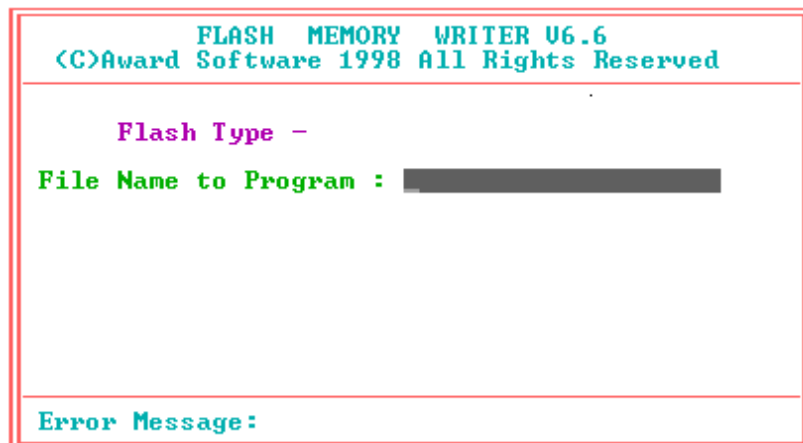 FLASH MEMORY WRITER V6.6
(C)Award Software 1998 All Rights Reserved
Flash Type -
File Name to Program :
Error Message: